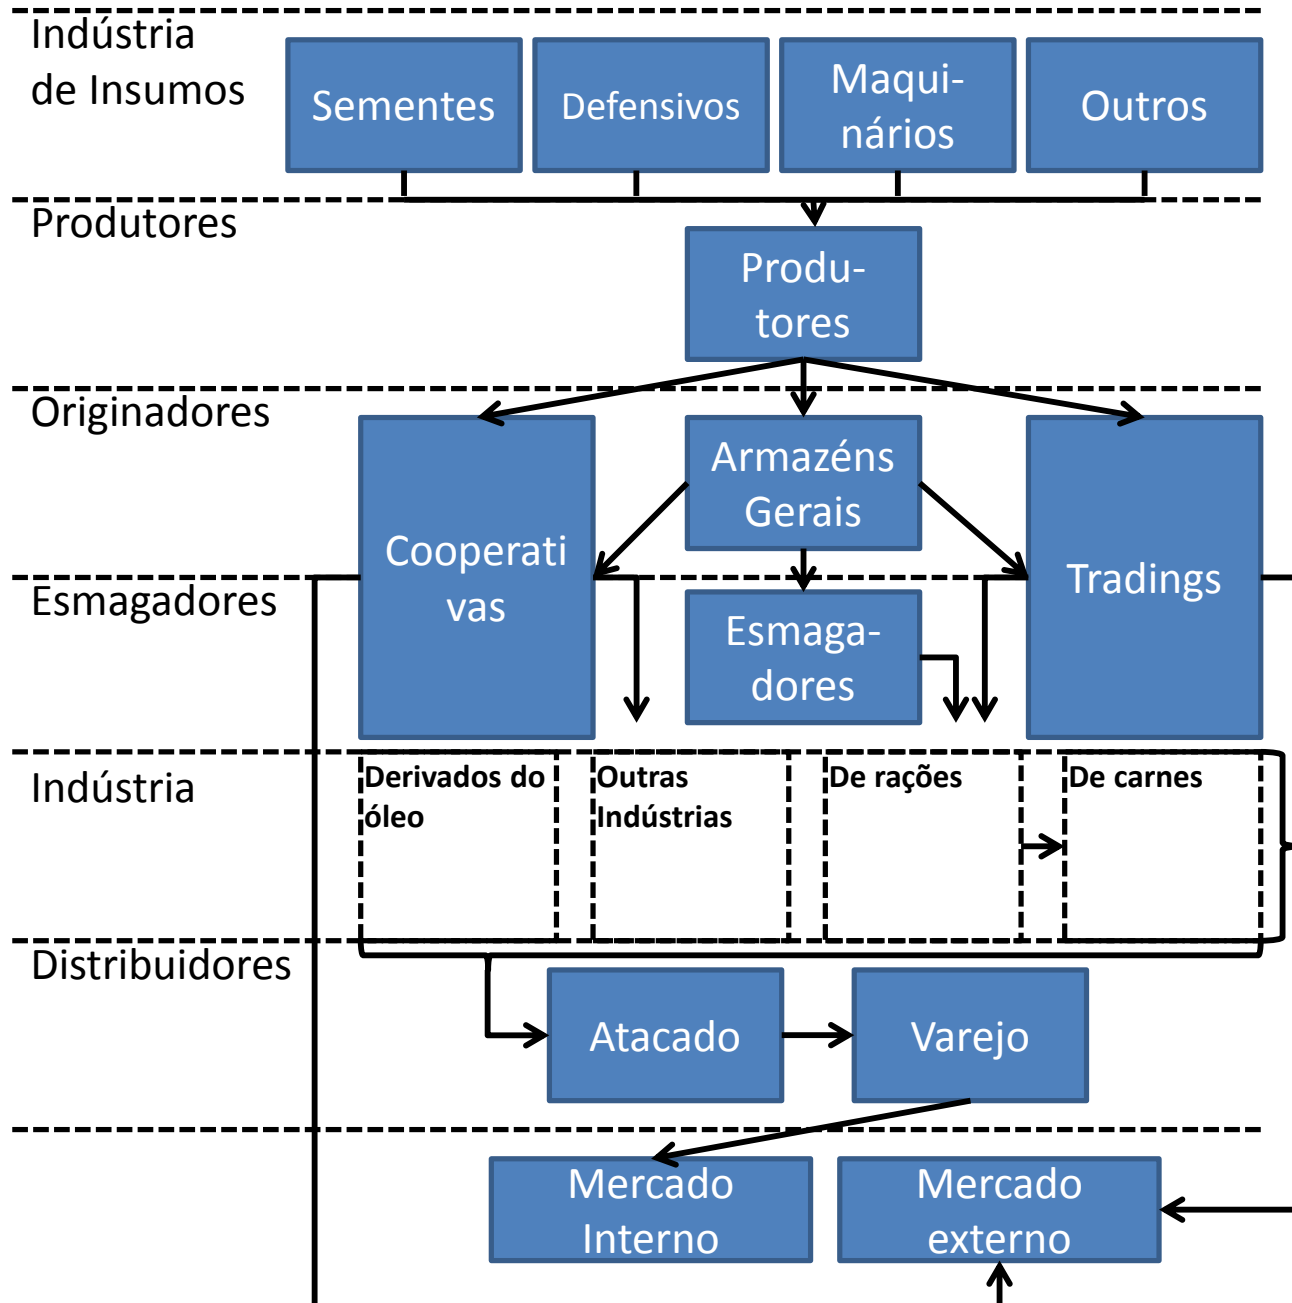 Indústria
de Insumos
Sementes
Defensivos
Maqui-
nários
Outros
Produtores
Produ-
tores
Originadores
Cooperati
vas
Armazéns
Gerais
Tradings
Esmagadores
Esmaga-
dores
Indústria
Derivados do
óleo
Outras
Indústrias
De rações
De carnes
Distribuidores
Atacado
Varejo
Mercado
Interno
Mercado
externo